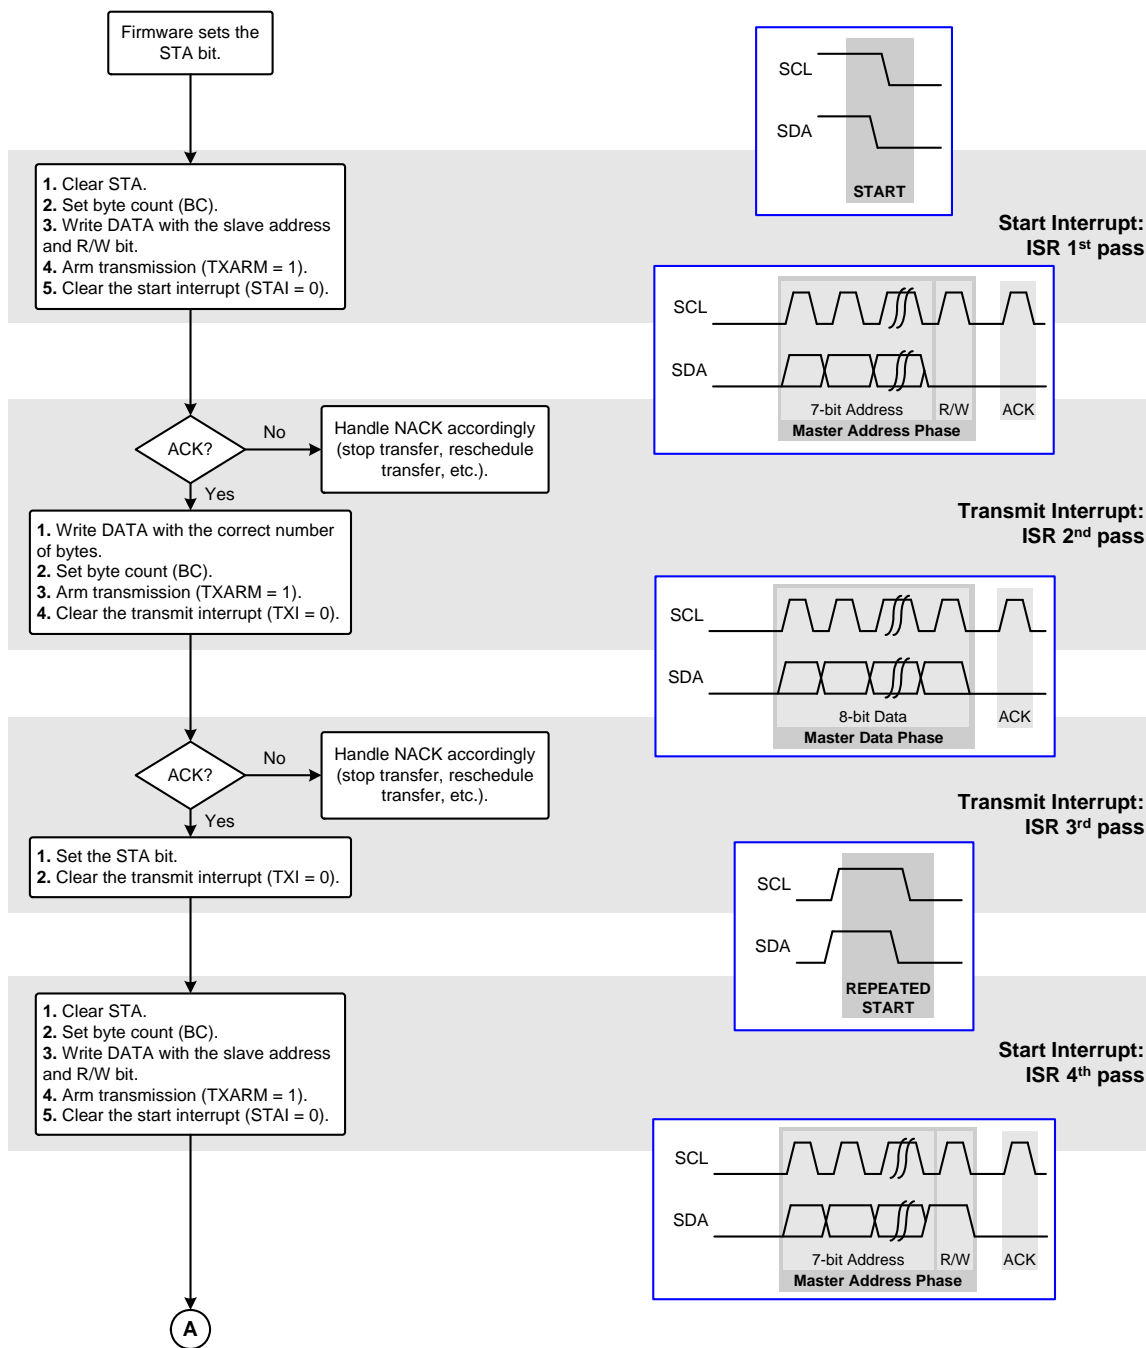 Firmware sets the
STA bit.
SCL
SDA
START
1. Clear STA.
2. Set byte count (BC).
3. Write DATA with the slave address
and R/W bit.
4. Arm transmission (TXARM = 1).
5. Clear the start interrupt (STAI = 0).
Start Interrupt:
ISR 1st pass
SCL
SDA
7-bit Address
R/W
ACK
Master Address Phase
ACK?
No
Handle NACK accordingly
(stop transfer, reschedule
transfer, etc.).
Yes
1. Write DATA with the correct number
of bytes.
2. Set byte count (BC).
3. Arm transmission (TXARM = 1).
4. Clear the transmit interrupt (TXI = 0).
Transmit Interrupt:
ISR 2nd pass
SCL
SDA
8-bit Data
ACK
Master Data Phase
ACK?
No
Handle NACK accordingly
(stop transfer, reschedule
transfer, etc.).
Yes
1. Set the STA bit.
2. Clear the transmit interrupt (TXI = 0).
Transmit Interrupt:
ISR 3rd pass
SCL
SDA
REPEATED
START
1. Clear STA.
2. Set byte count (BC).
3. Write DATA with the slave address
and R/W bit.
4. Arm transmission (TXARM = 1).
5. Clear the start interrupt (STAI = 0).
Start Interrupt:
ISR 4th pass
SCL
SDA
7-bit Address
R/W
ACK
Master Address Phase
A